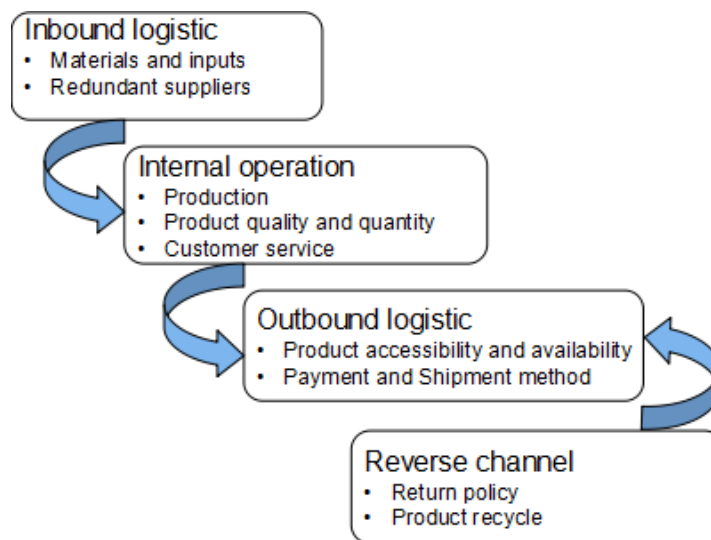 Inbound logistic
• Materials and inputs
• Redundant suppliers
Internal operation
• Production
• Product quality and quantity
• Customer service
Outbound logistic
• Product accessibility and availability
• Payment and Shipment method
Reverse channel
• Return policy
• Product recycle